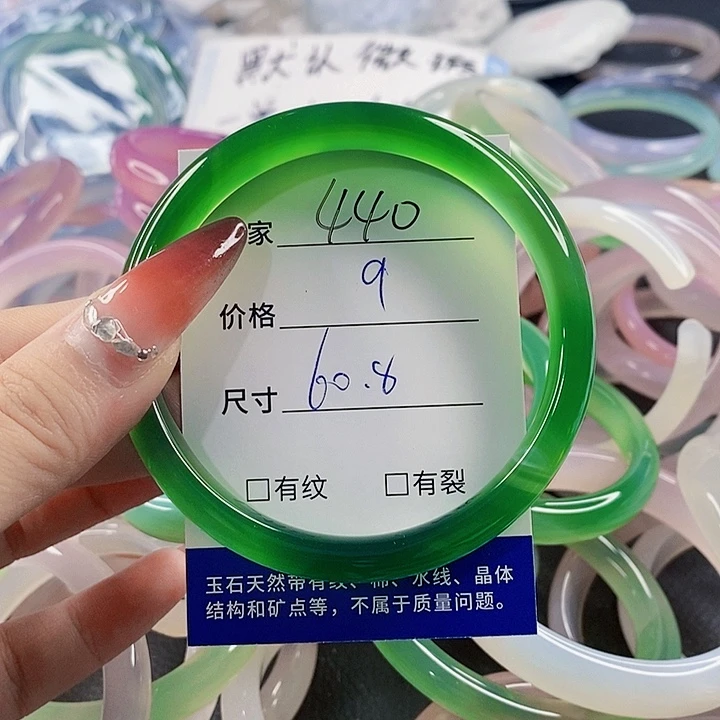 默认微瑕
家 440
价格 9
尺寸 60.8
□有纹 □有裂
玉石天然带有纹、棉、水线、晶体
结构和矿点等，不属于质量问题。